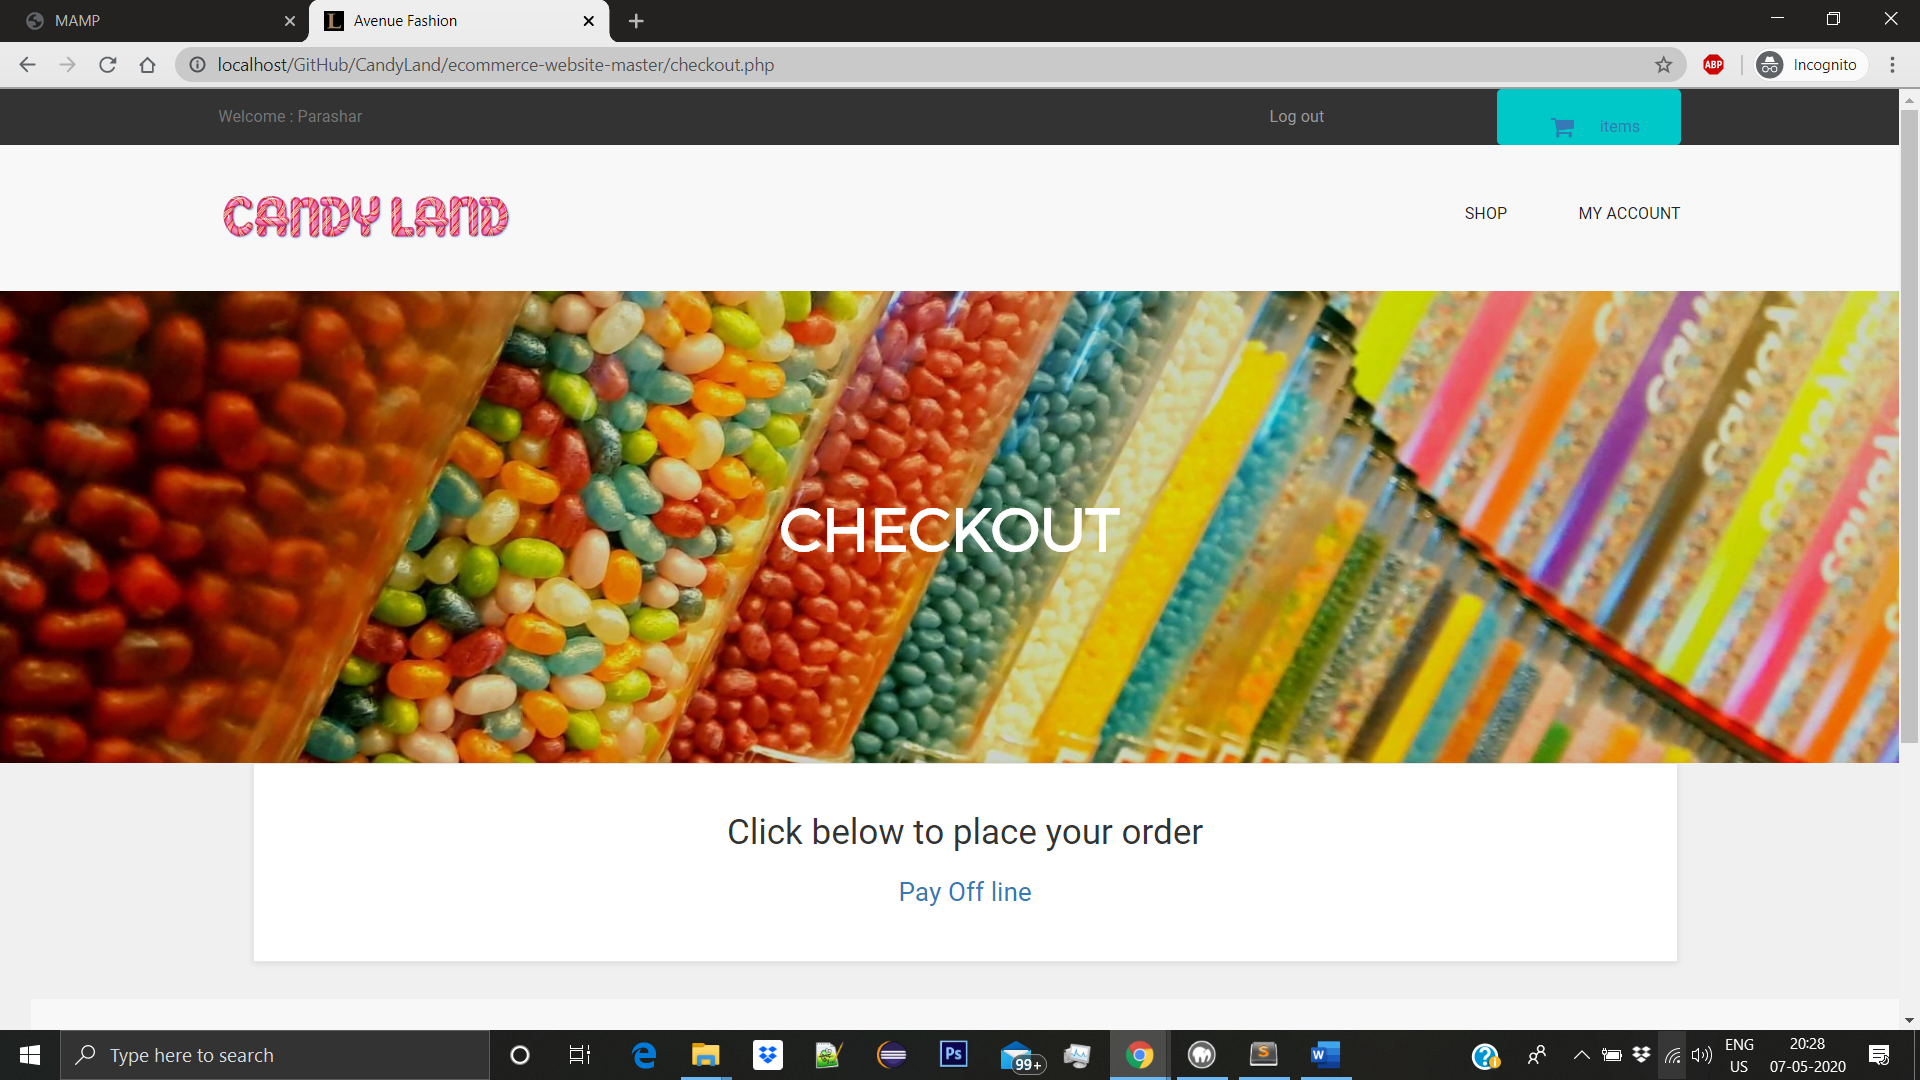 MAMP
Avenue Fashion
localhost/GitHub/CandyLand/ecommerce-website-master/checkout.php
ABP
Incognito
Welcome : Parashar
Log out
items
CANDY LAND
SHOP
MY ACCOUNT
CHECKOUT
Click below to place your order
Pay Off line
Type here to search
Ps
99+
S
W
ENG
US
20:28
07-05-2020